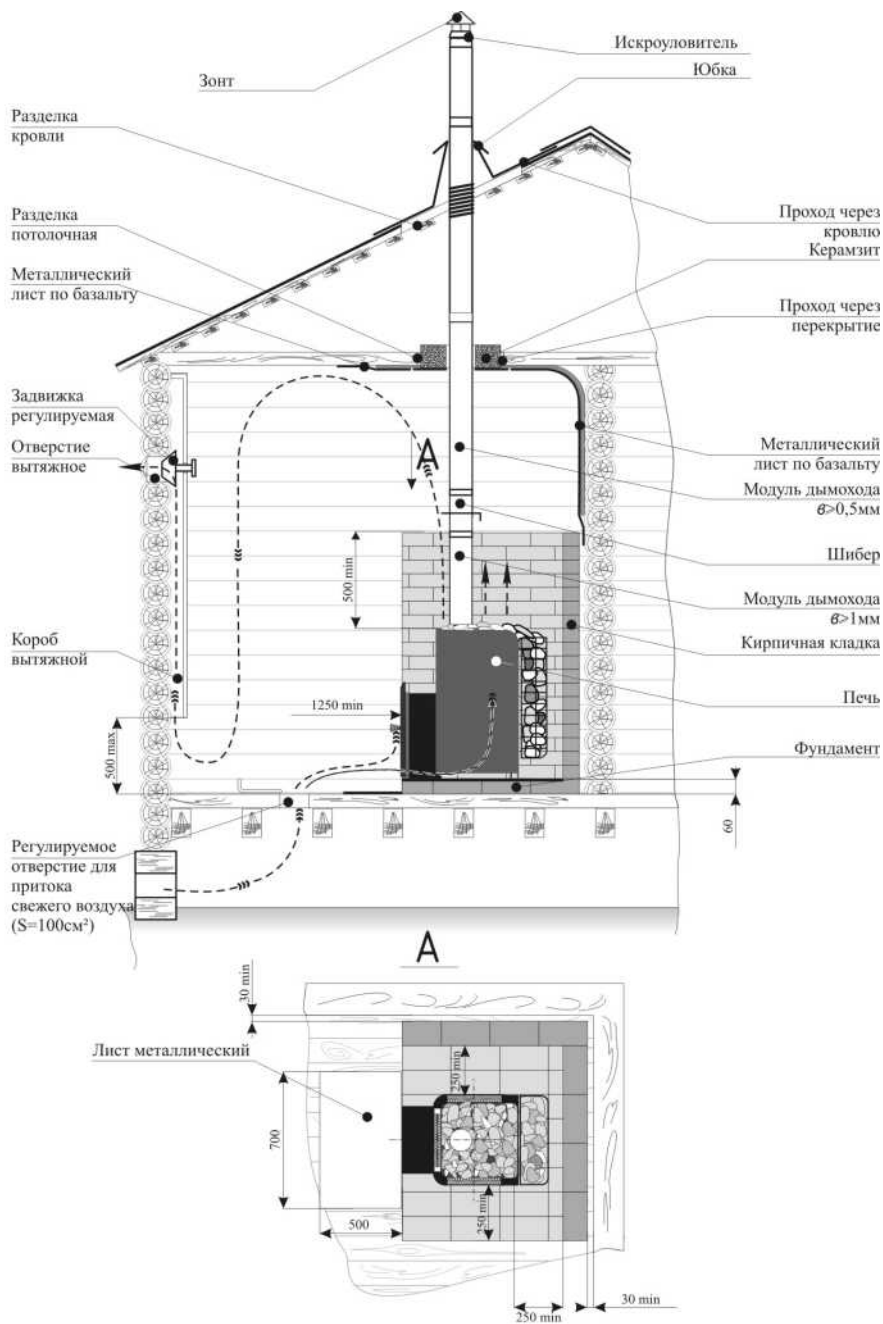 Зонт
Искроуловитель
Юбка
Разделка
кровли
Разделка
потолочная
Металлический
лист по базальту
Проход через
кровлю
Керамзит
Проход через
перекрытие
Задвижка
регулируемая
Отверстие
вытяжное
А
Металлический
лист по базальту
Модуль дымохода
в>0,5мм
Шибер
Модуль дымохода
в>1мм
Кирпичная кладка
Печь
Фундамент
500 min
Короб
вытяжной
1250 min
500 max
60
Регулируемое
отверстие для
притока
свежего воздуха
(S=100см²)
А
30 min
Лист металлический
250 min
700
500
250 min
250 min
30 min